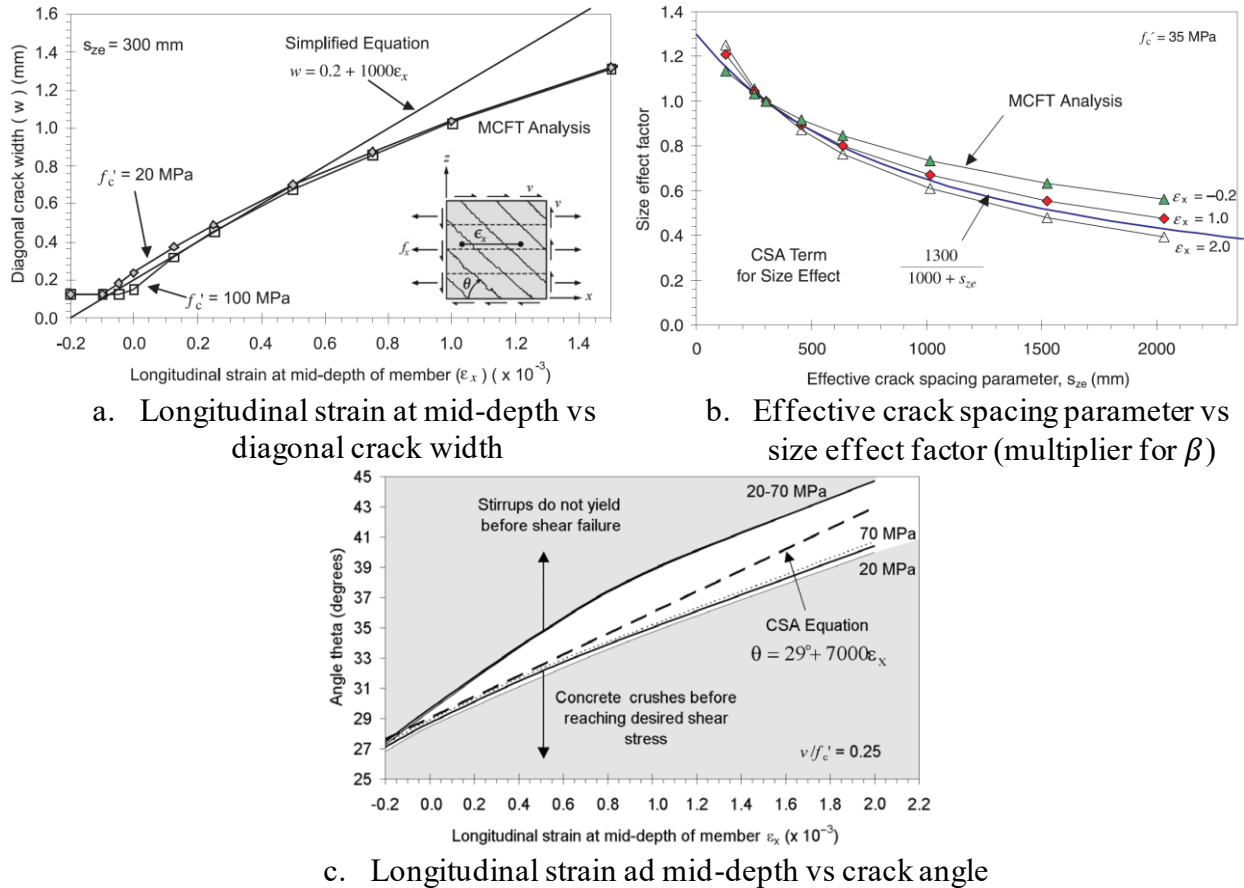 1.6
1.4
1.2
1.0
0.8
0.6
0.4
0.2
0.0
Diagonal crack width ( w ) (mm)
s_ze = 300 mm
Simplified Equation
w = 0.2 + 1000ε_x
MCFT Analysis
f_c' = 20 MPa
f_c' = 100 MPa
z
v
v
ϵ_x
f_x
θ
x
-0.2 0.0 0.2 0.4 0.6 0.8 1.0 1.2 1.4
Longitudinal strain at mid-depth of member (ε_x ) ( x 10⁻³)
a. Longitudinal strain at mid-depth vs
diagonal crack width
1.4
1.2
1.0
0.8
0.6
0.4
0.2
0.0
Size effect factor
f_c' = 35 MPa
MCFT Analysis
ε_x = –0.2
ε_x = 1.0
ε_x = 2.0
CSA Term
for Size Effect
1300
1000 + s_ze
0 500 1000 1500 2000
Effective crack spacing parameter, s_ze (mm)
b. Effective crack spacing parameter vs
size effect factor (multiplier for β)
45
43
41
39
37
35
33
31
29
27
25
Angle theta (degrees)
Stirrups do not yield
before shear failure
20-70 MPa
70 MPa
20 MPa
CSA Equation
θ = 29° + 7000ε_x
Concrete crushes before
reaching desired shear
stress
v/f_c' = 0.25
-0.2 0.0 0.2 0.4 0.6 0.8 1.0 1.2 1.4 1.6 1.8 2.0 2.2
Longitudinal strain at mid-depth of member ε_x (x 10⁻³)
c. Longitudinal strain ad mid-depth vs crack angle